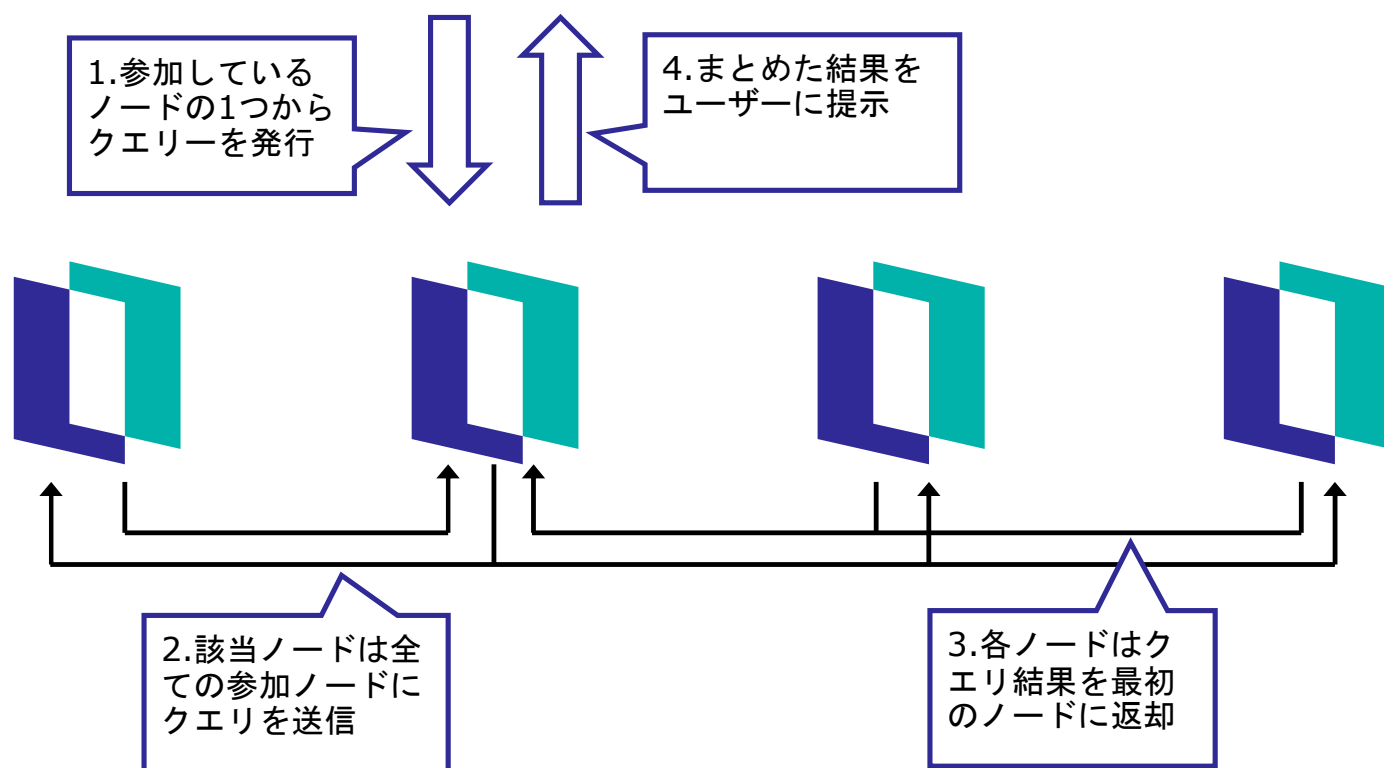 1.参加している
ノードの1つから
クエリーを発行
4.まとめた結果を
ユーザーに提示
2.該当ノードは全
ての参加ノードに
クエリを送信
3.各ノードはク
エリ結果を最初
のノードに返却